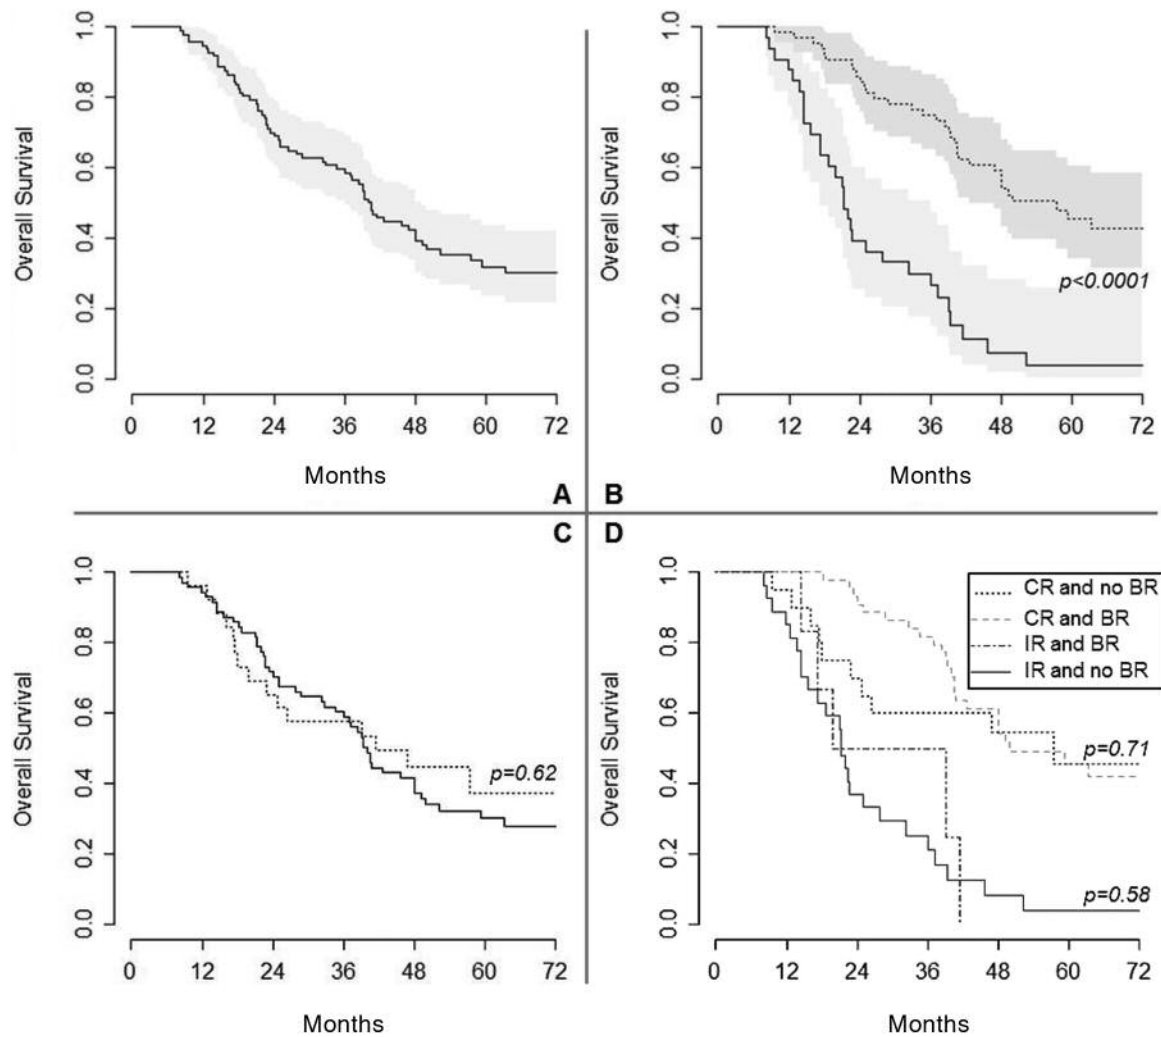 Overall Survival
1.0
0.8
0.6
0.4
0.2
0.0
0 12 24 36 48 60 72
Months
A
Overall Survival
1.0
0.8
0.6
0.4
0.2
0.0
p<0.0001
0 12 24 36 48 60 72
Months
B
C
Overall Survival
1.0
0.8
0.6
0.4
0.2
0.0
p=0.62
0 12 24 36 48 60 72
Months
D
Overall Survival
1.0
0.8
0.6
0.4
0.2
0.0
CR and no BR
CR and BR
IR and BR
IR and no BR
p=0.71
p=0.58
0 12 24 36 48 60 72
Months